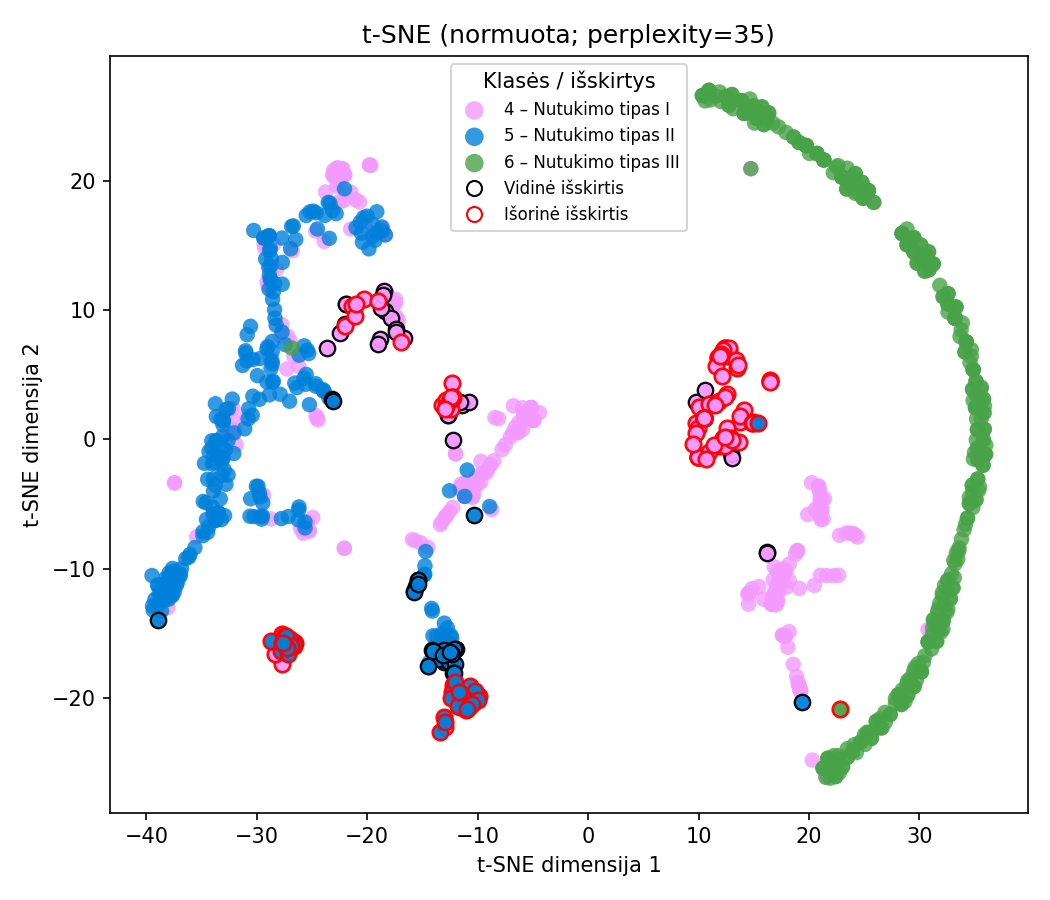 t-SNE (normuota; perplexity=35)
Klasės / išskirtys
4 – Nutukimo tipas I
5 – Nutukimo tipas II
6 – Nutukimo tipas III
Vidinė išskirtis
Išorinė išskirtis
t-SNE dimensija 2
20
10
0
−10
−20
−40
−30
−20
−10
0
10
20
30
t-SNE dimensija 1